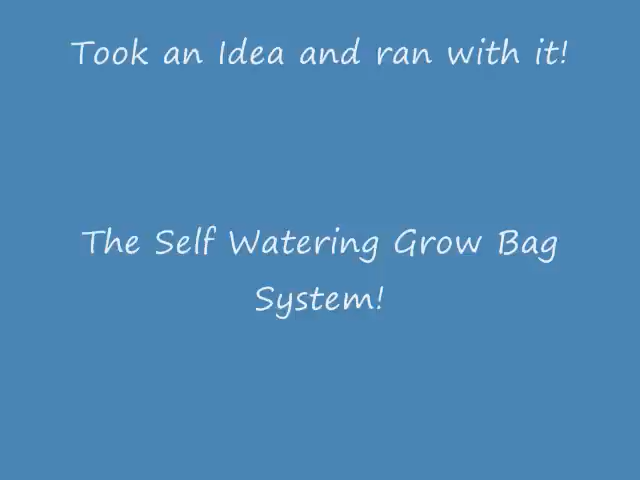 Took an Idea and ran with it!
The Self Watering Grow Bag
System!